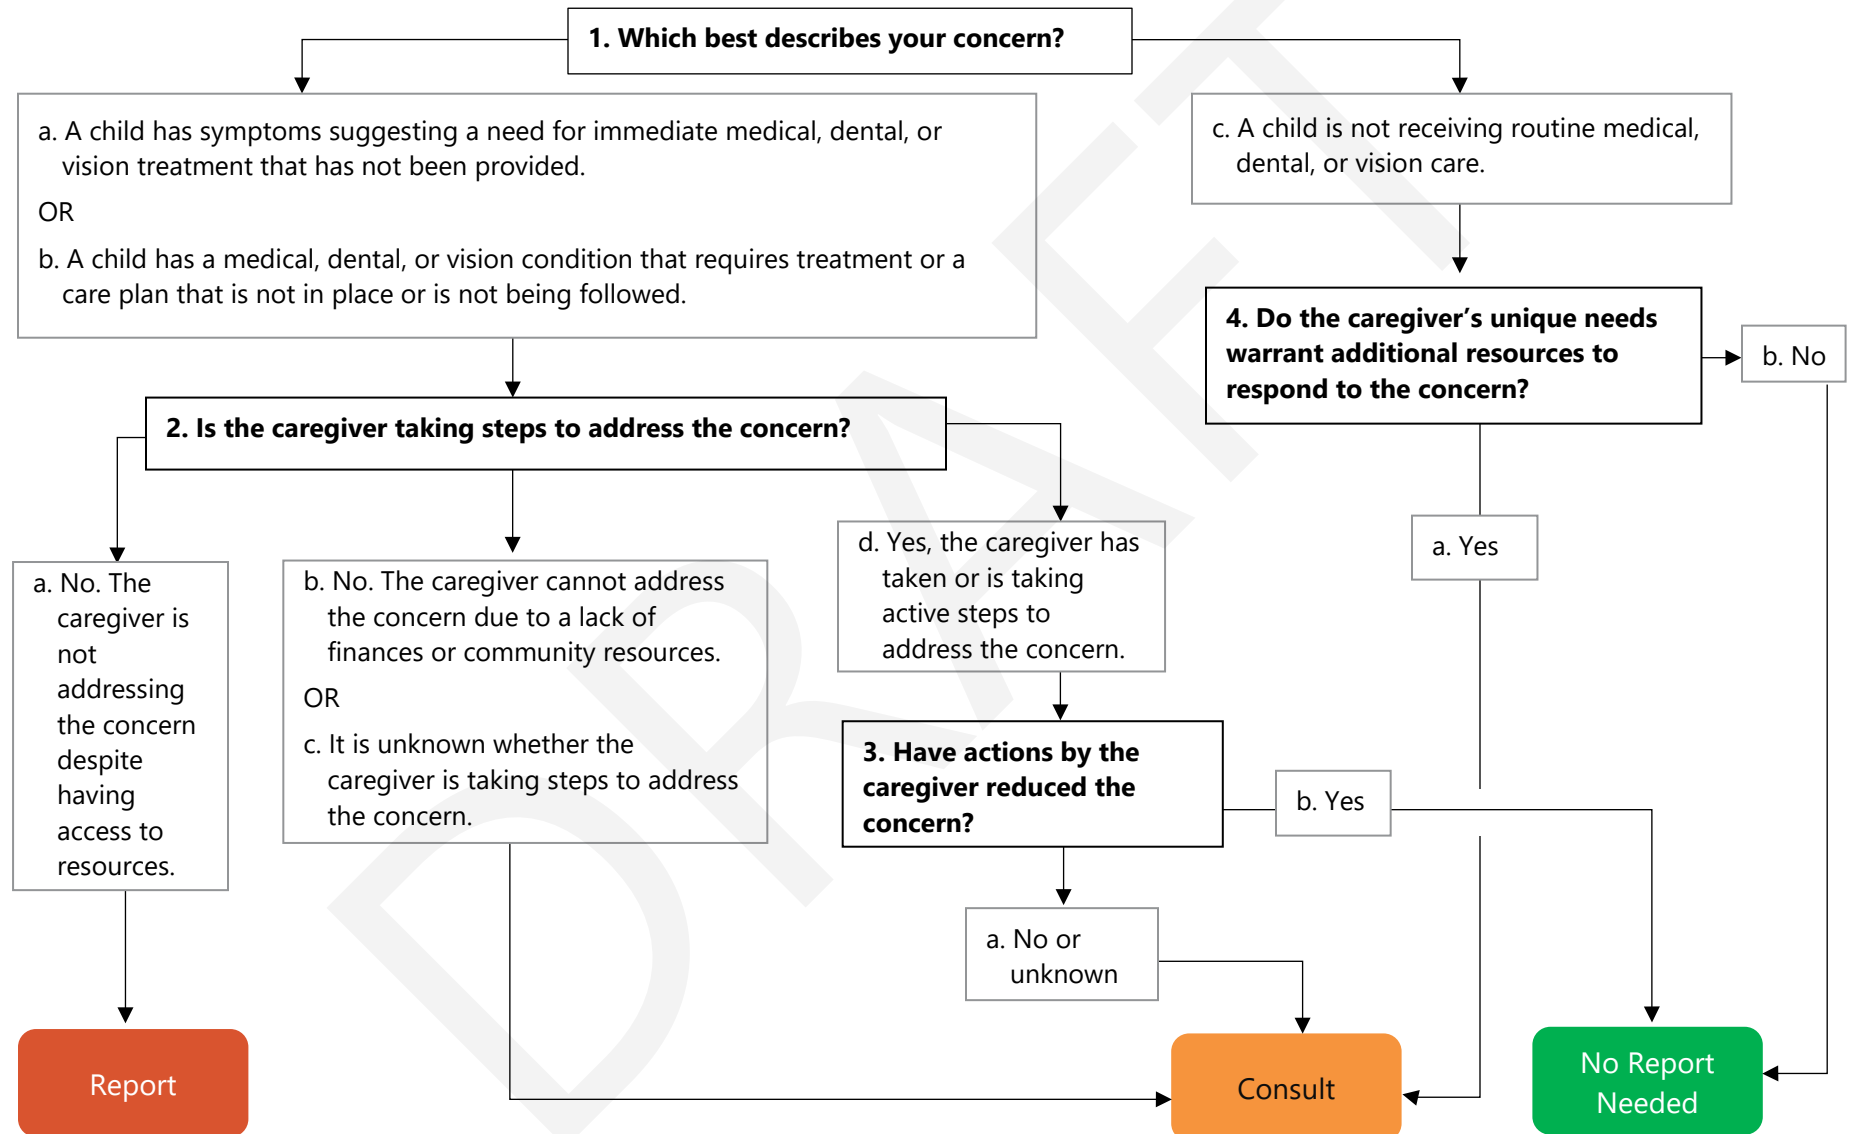 1. Which best describes your concern?
a. A child has symptoms suggesting a need for immediate medical, dental, or
vision treatment that has not been provided.
OR
b. A child has a medical, dental, or vision condition that requires treatment or a
care plan that is not in place or is not being followed.
c. A child is not receiving routine medical,
dental, or vision care.
4. Do the caregiver’s unique needs
warrant additional resources to
respond to the concern?
b. No
a. Yes
2. Is the caregiver taking steps to address the concern?
a. No. The
caregiver is
not
addressing
the concern
despite
having
access to
resources.
b. No. The caregiver cannot address
the concern due to a lack of
finances or community resources.
OR
c. It is unknown whether the
caregiver is taking steps to address
the concern.
d. Yes, the caregiver has
taken or is taking
active steps to
address the concern.
3. Have actions by the
caregiver reduced the
concern?
b. Yes
a. No or
unknown
Report
Consult
No Report
Needed
DRAFT